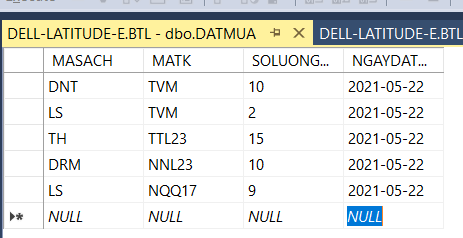 DELL-LATITUDE-E.BTL - dbo.DATMUA DELL-LATITUDE-E.BTL
MASACH MATK SOLUONG... NGAYDAT...
DNT TVM 10 2021-05-22
LS TVM 2 2021-05-22
TH TTL23 15 2021-05-22
DRM NNL23 10 2021-05-22
LS NQQ17 9 2021-05-22
NULL NULL NULL NULL